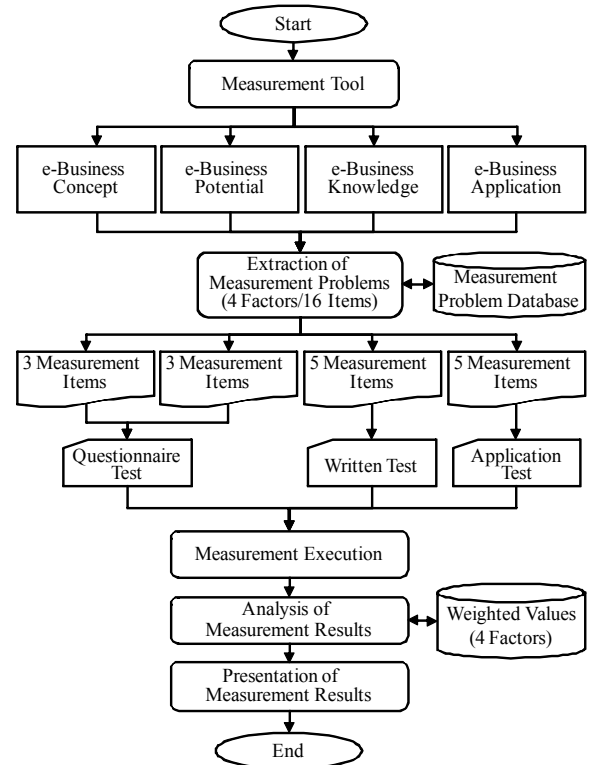 Start
Measurement Tool
e-Business
Concept
e-Business
Potential
e-Business
Knowledge
e-Business
Application
Extraction of
Measurement Problems
(4 Factors/16 Items)
Measurement
Problem Database
3 Measurement
Items
3 Measurement
Items
5 Measurement
Items
5 Measurement
Items
Questionnaire
Test
Written Test
Application
Test
Measurement Execution
Analysis of
Measurement Results
Weighted Values
(4 Factors)
Presentation of
Measurement Results
End